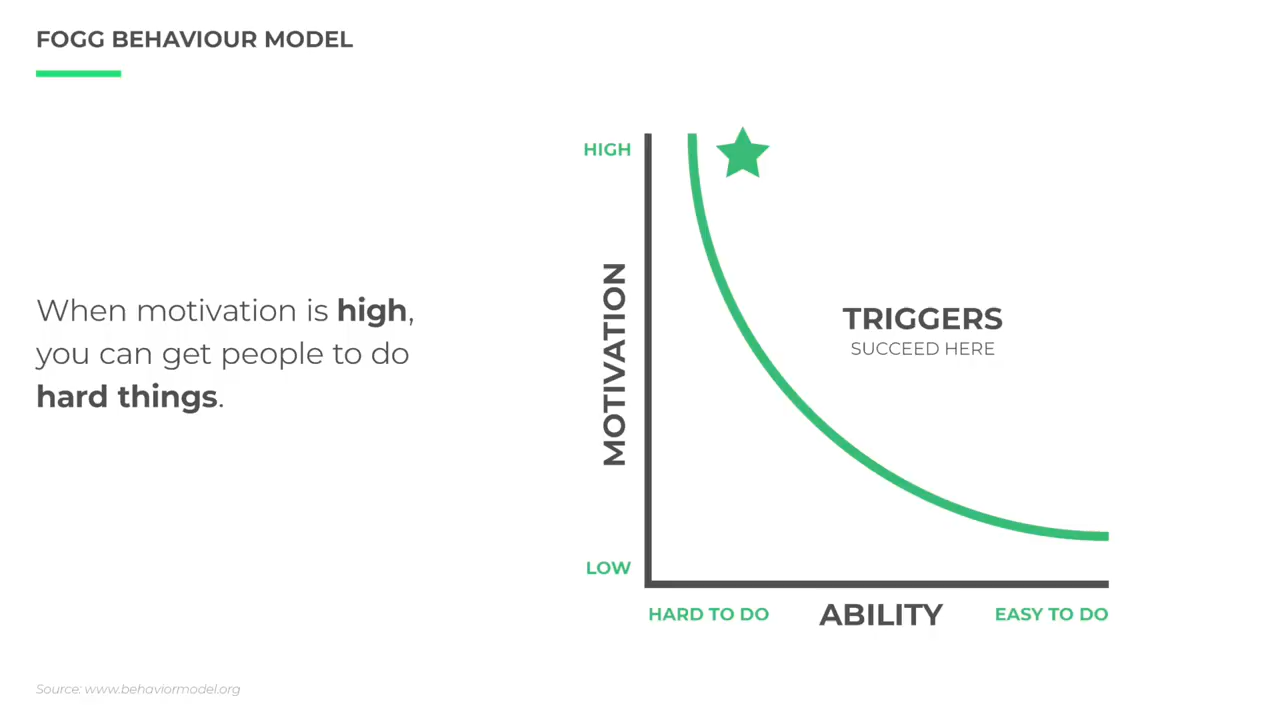 FOGG BEHAVIOUR MODEL
When motivation is high,
you can get people to do
hard things.
HIGH
MOTIVATION
LOW
TRIGGERS
SUCCEED HERE
HARD TO DO
ABILITY
EASY TO DO
Source: www.behaviormodel.org